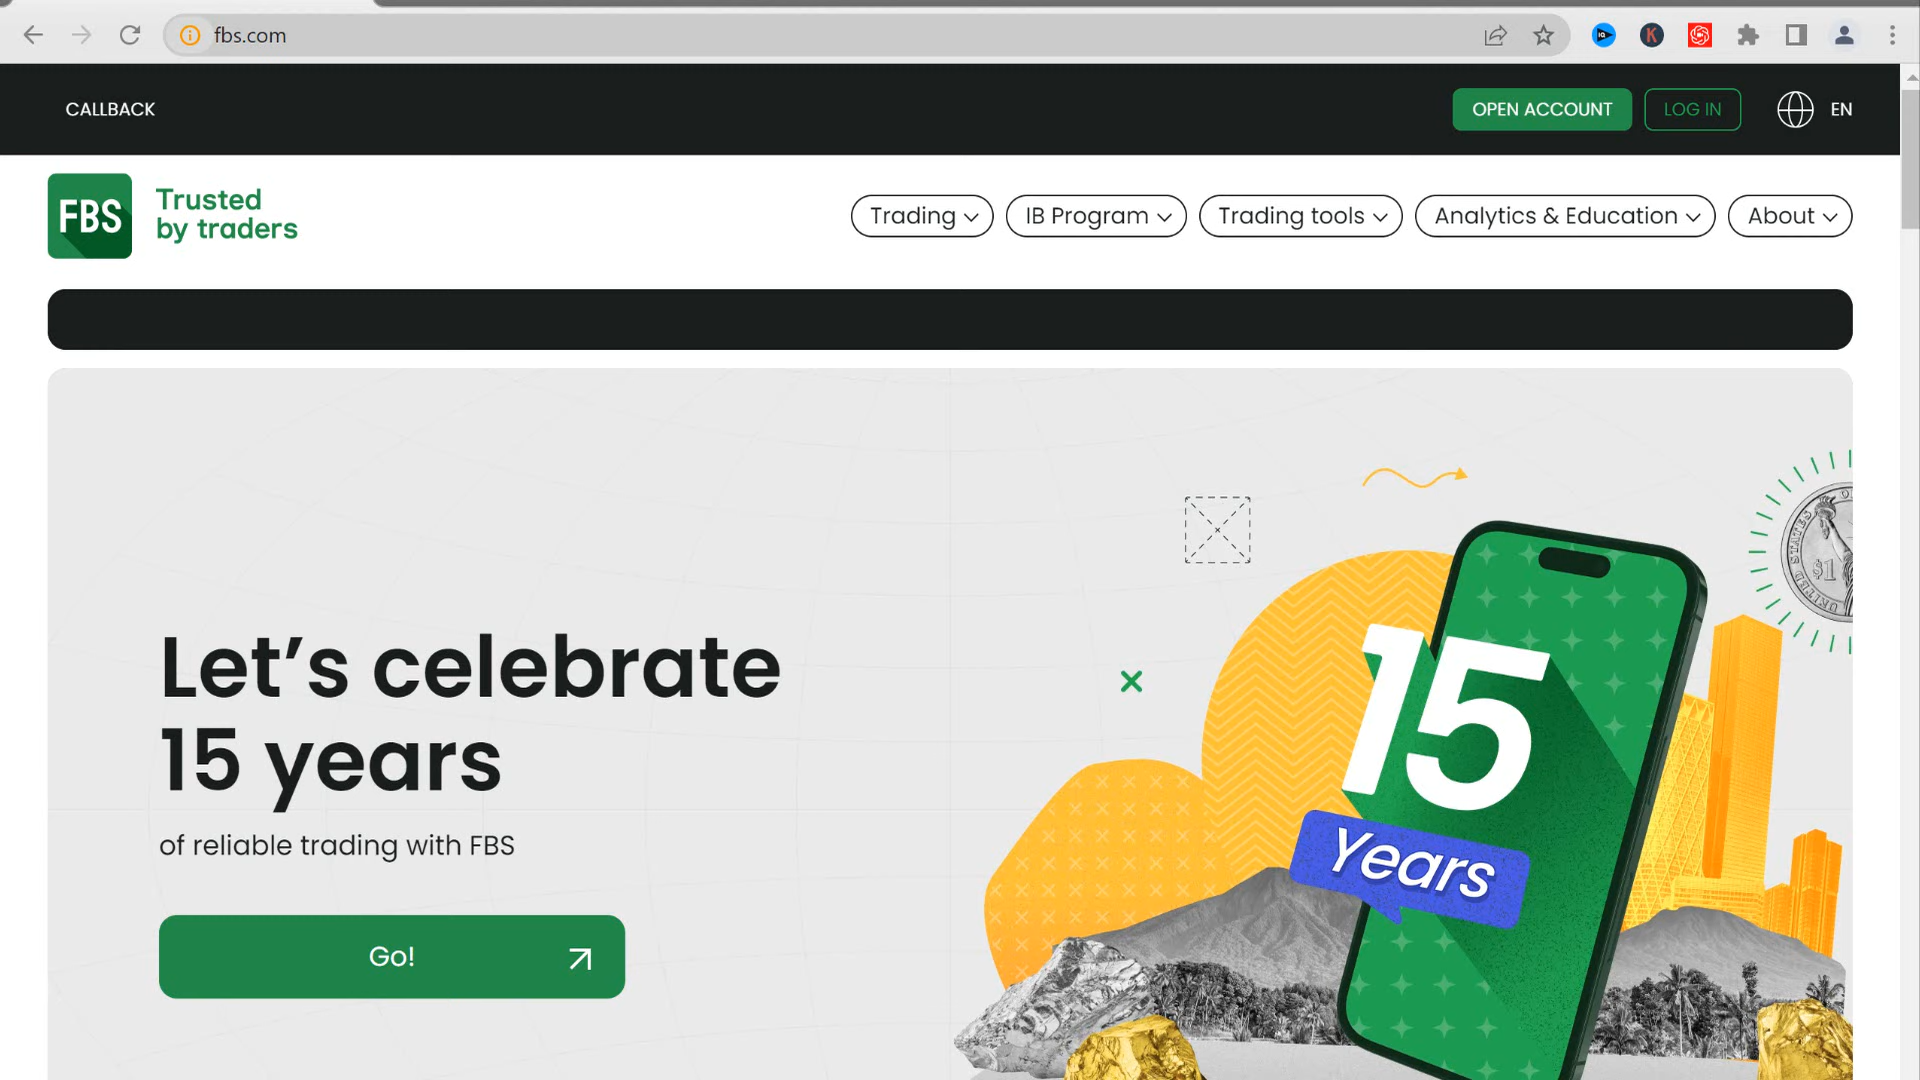 fbs.com
CALLBACK
OPEN ACCOUNT
LOG IN
EN
FBS
Trusted
by traders
Trading
IB Program
Trading tools
Analytics & Education
About
Let’s celebrate
15 years
of reliable trading with FBS
Go!
15
Years
$1